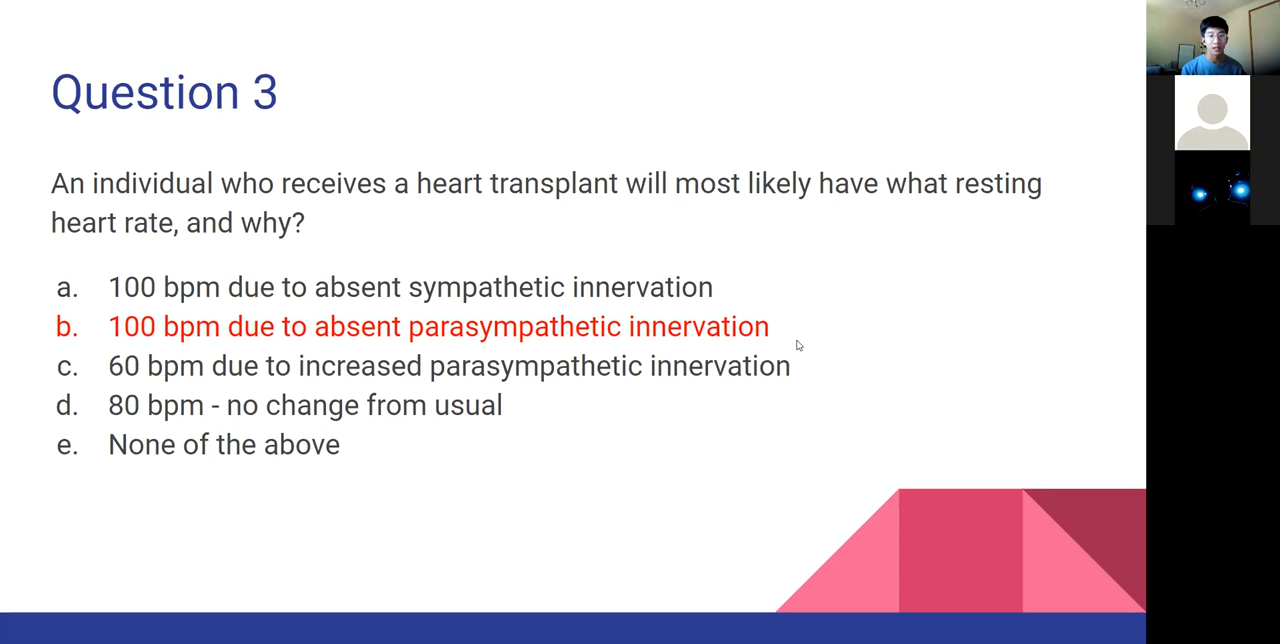 Question 3
An individual who receives a heart transplant will most likely have what resting
heart rate, and why?
a. 100 bpm due to absent sympathetic innervation
b. 100 bpm due to absent parasympathetic innervation
c. 60 bpm due to increased parasympathetic innervation
d. 80 bpm - no change from usual
e. None of the above